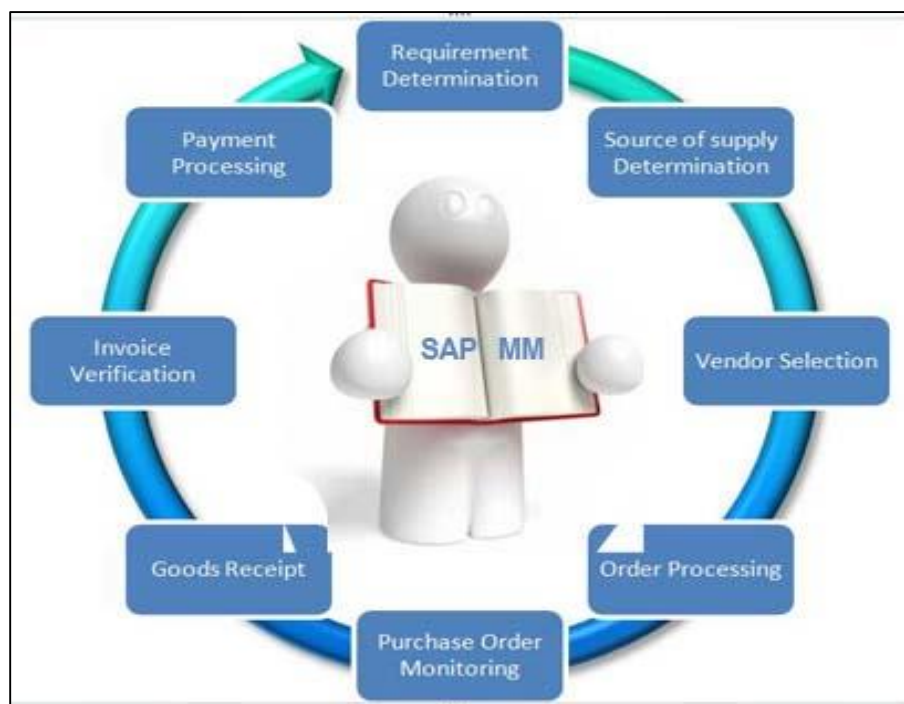 Requirement
Determination
Source of supply
Determination
Vendor Selection
Order Processing
Purchase Order
Monitoring
Goods Receipt
Invoice
Verification
Payment
Processing
SAP MM